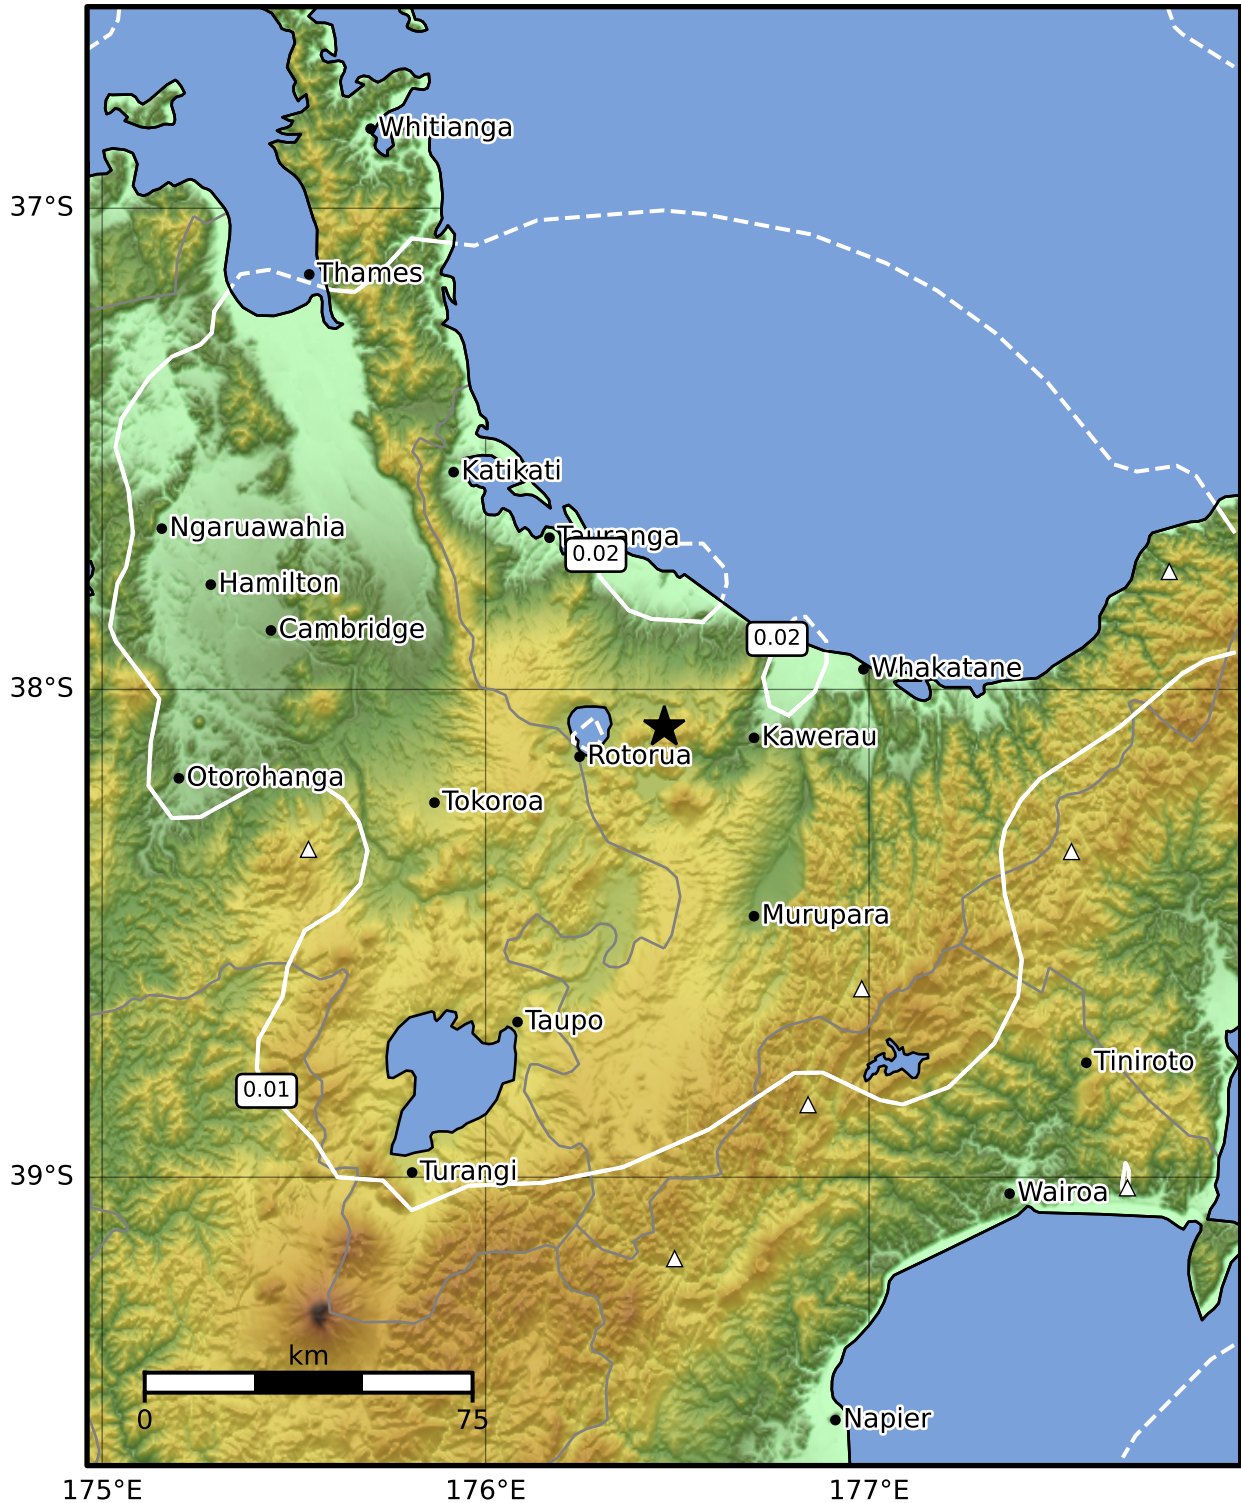 Whitianga
37°S
Thames
Katikati
Ngaruawahia
Tauranga
0.02
Hamilton
Cambridge
0.02
Whakatane
38°S
Kawerau
Rotorua
Otorohanga
Tokoroa
Murupara
Taupo
Tiniroto
0.01
Turangi
39°S
Wairoa
km
0
75
Napier
175°E
176°E
177°E